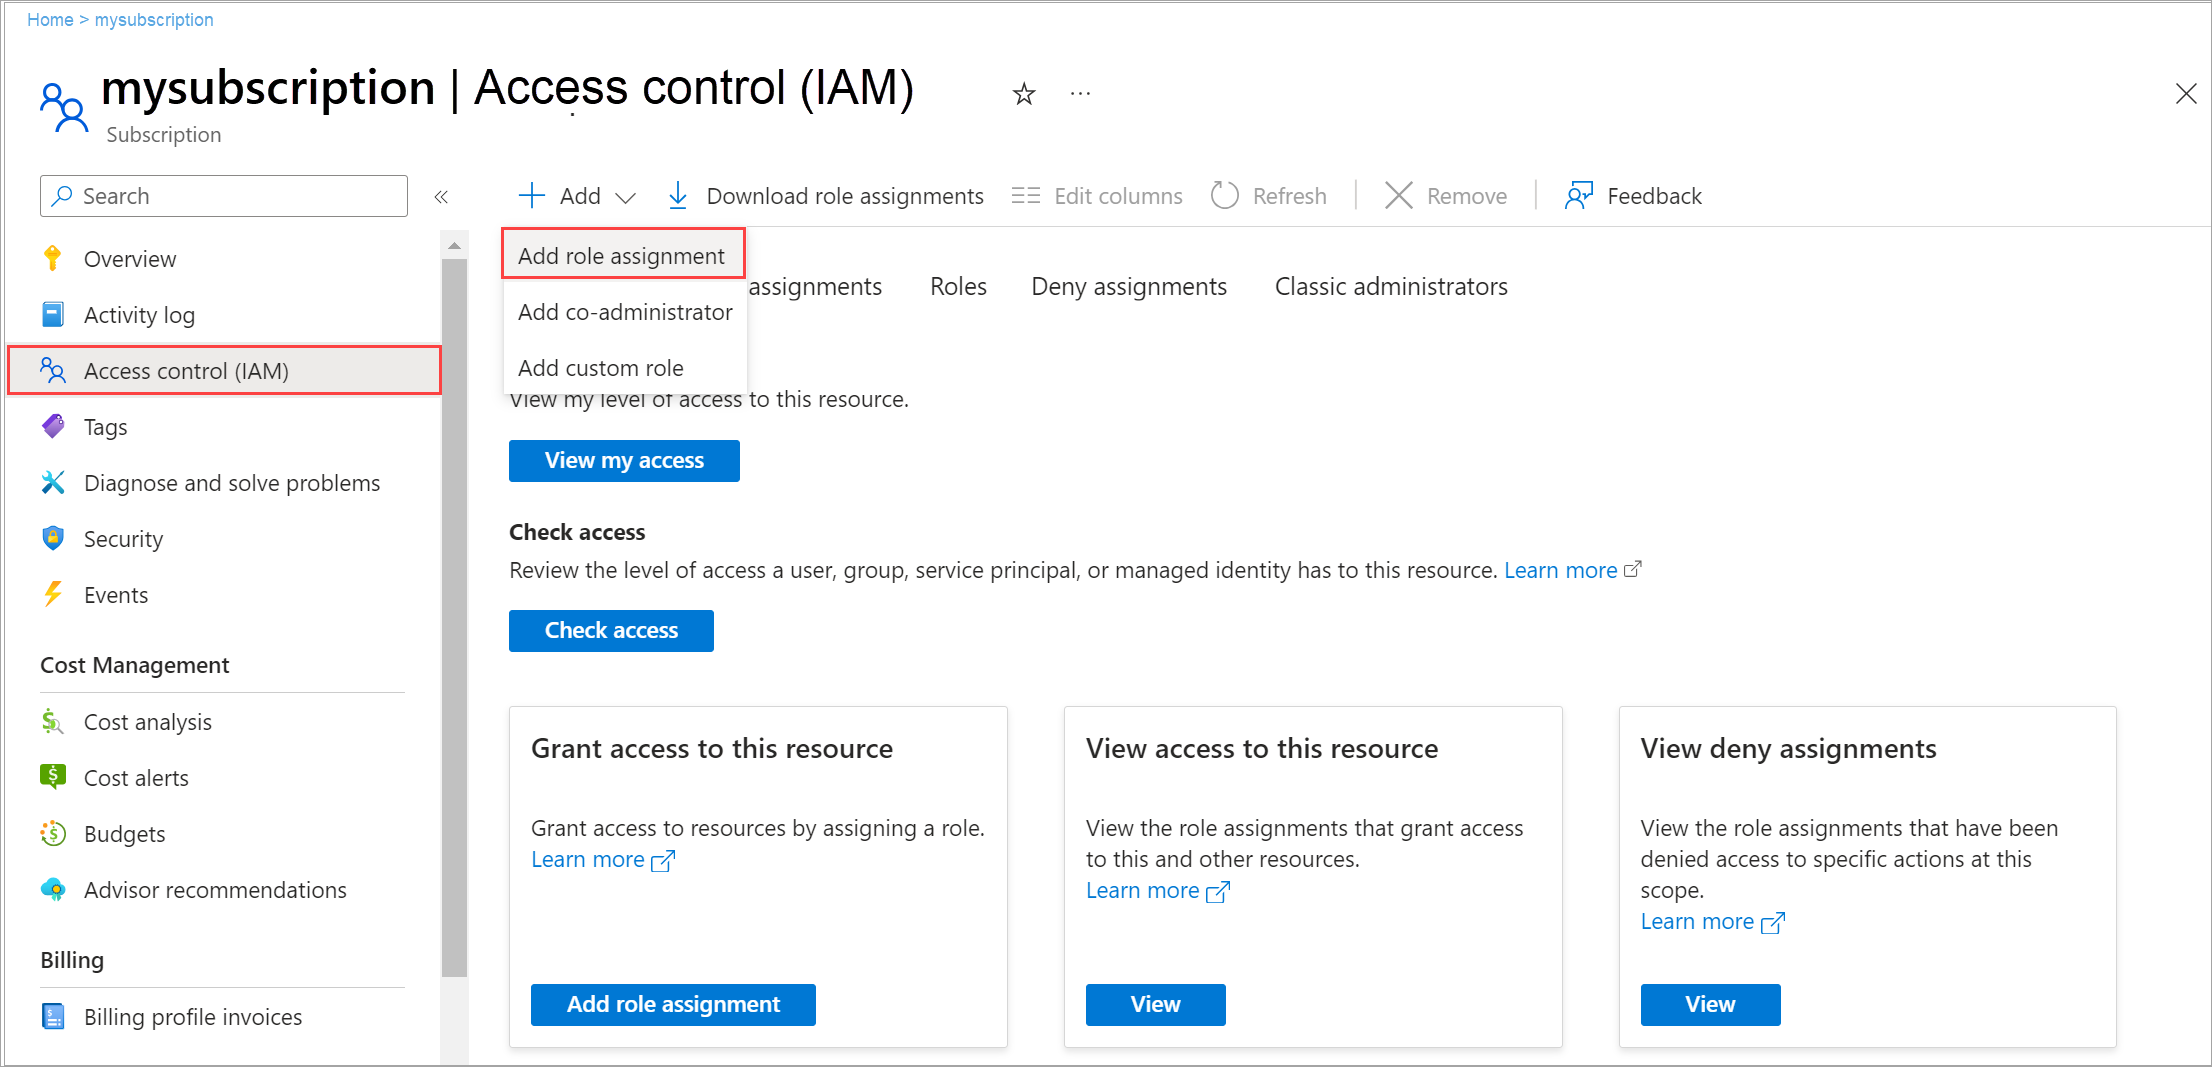 Home > mysubscription
mysubscription | Access control (IAM)
Subscription
Search
Add
Download role assignments
Edit columns
Refresh
Remove
Feedback
Overview
Activity log
Access control (IAM)
Tags
Diagnose and solve problems
Security
Events
Cost Management
Cost analysis
Cost alerts
Budgets
Advisor recommendations
Billing
Billing profile invoices
Add role assignment
Add co-administrator
Add custom role
assignments
Roles
Deny assignments
Classic administrators
View my level of access to this resource.
View my access
Check access
Review the level of access a user, group, service principal, or managed identity has to this resource. Learn more
Check access
Grant access to this resource
Grant access to resources by assigning a role.
Learn more
Add role assignment
View access to this resource
View the role assignments that grant access
to this and other resources.
Learn more
View
View deny assignments
View the role assignments that have been
denied access to specific actions at this
scope.
Learn more
View